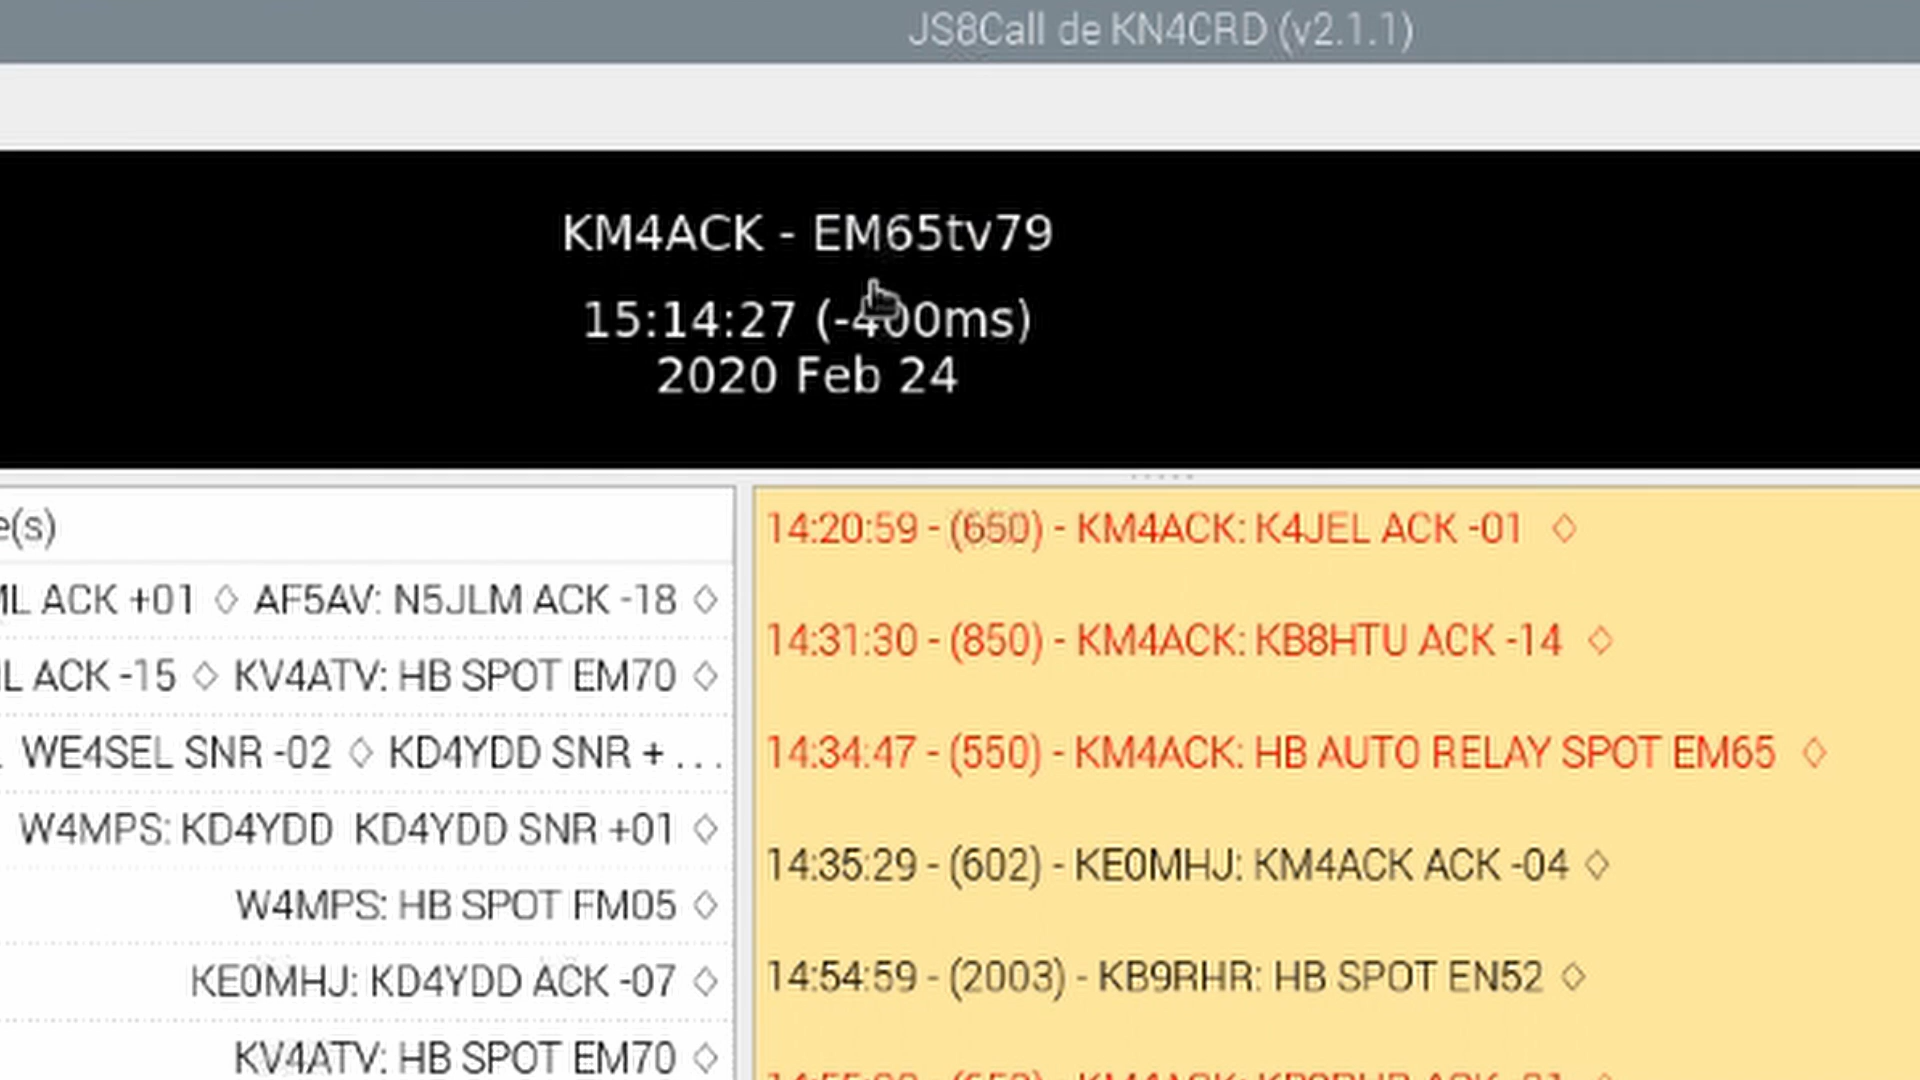 JS8Call de KN4CRD (v2.1.1)
KM4ACK - EM65tv79
15:14:27 (-400ms)
2020 Feb 24
e(s)
ML ACK +01 ♢ AF5AV: N5JLM ACK -18 ♢
IL ACK -15 ♢ KV4ATV: HB SPOT EM70 ♢
. WE4SEL SNR -02 ♢ KD4YDD SNR + ...
W4MPS: KD4YDD KD4YDD SNR +01 ♢
W4MPS: HB SPOT FM05 ♢
KE0MHJ: KD4YDD ACK -07 ♢
KV4ATV: HB SPOT EM70 ♢
14:20:59 - (650) - KM4ACK: K4JEL ACK -01 ♢
14:31:30 - (850) - KM4ACK: KB8HTU ACK -14 ♢
14:34:47 - (550) - KM4ACK: HB AUTO RELAY SPOT EM65 ♢
14:35:29 - (602) - KE0MHJ: KM4ACK ACK -04 ♢
14:54:59 - (2003) - KB9RHR: HB SPOT EN52 ♢